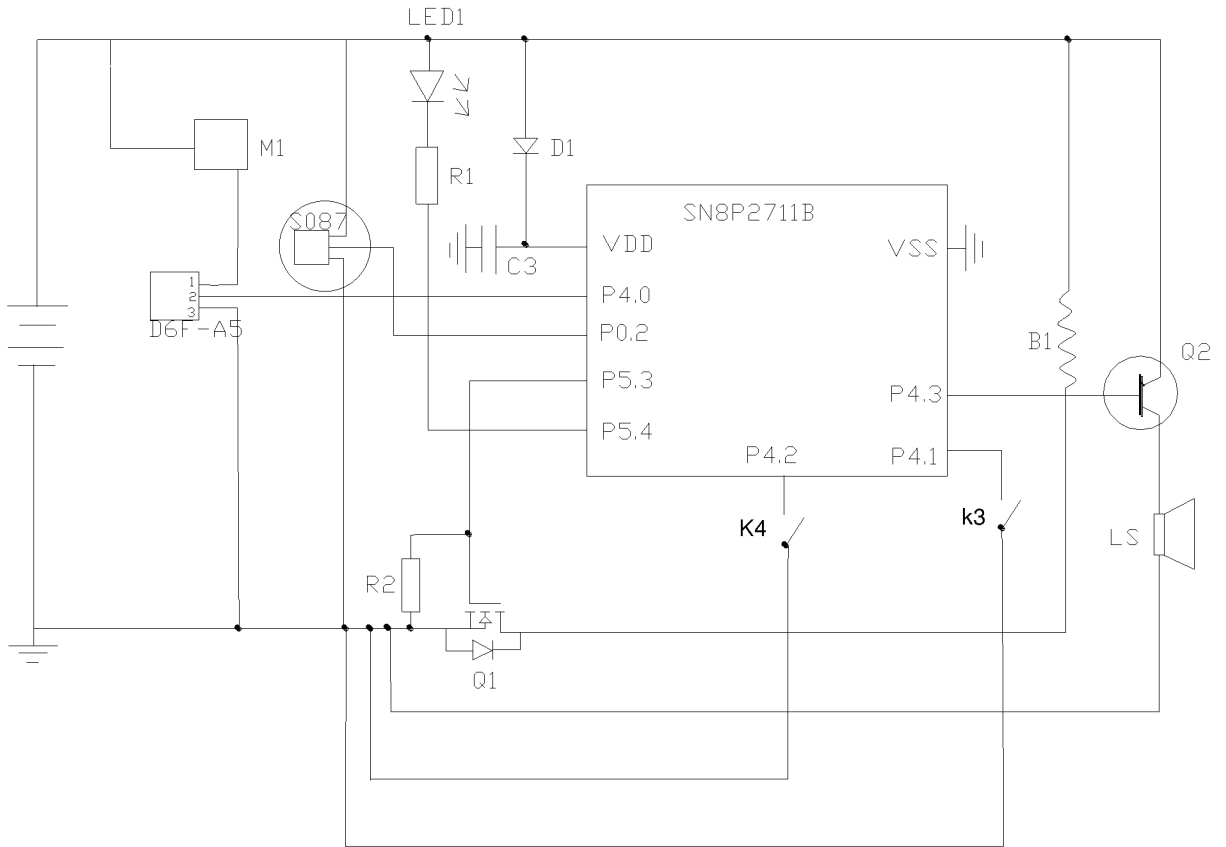 LED1
M1
D1
R1
S087
SN8P2711B
VDD
VSS
C3
1
2
3
P4.0
D6F-A5
P0.2
B1
Q2
P5.3
P4.3
P5.4
P4.2
P4.1
K4
k3
LS
R2
Q1